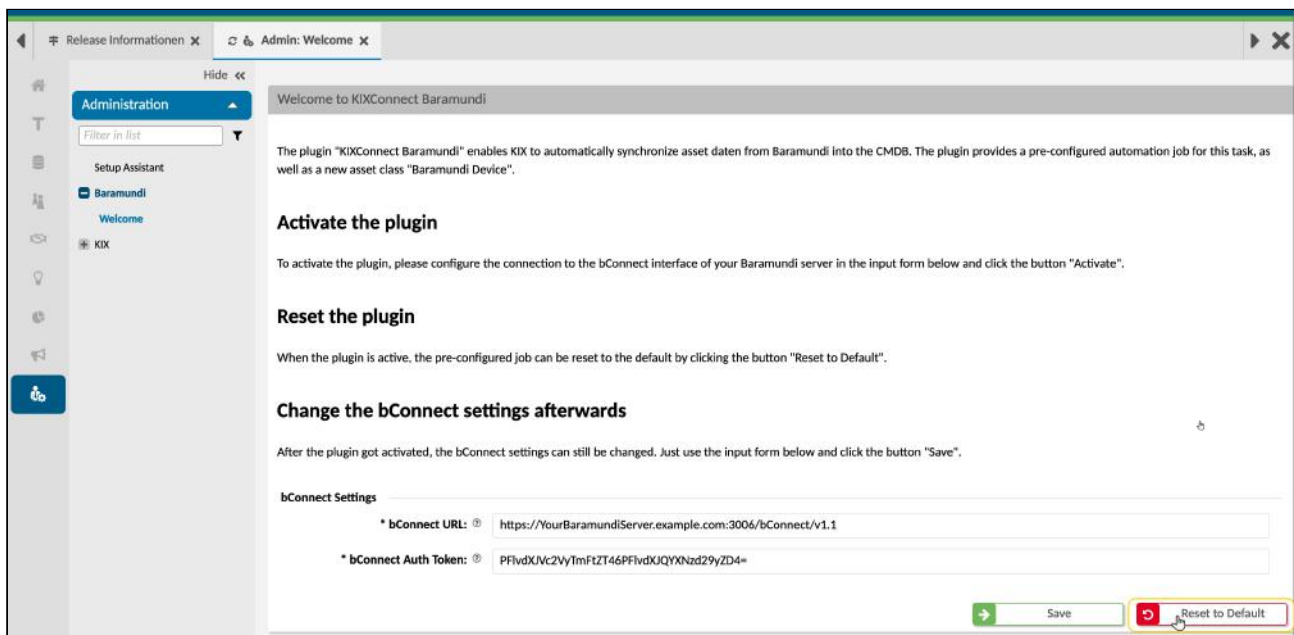 Release Informationen
Admin: Welcome
Hide
Administration
Filter in list
Setup Assistant
Baramundi
Welcome
KIX
Welcome to KIXConnect Baramundi
The plugin "KIXConnect Baramundi" enables KIX to automatically synchronize asset daten from Baramundi into the CMDB. The plugin provides a pre-configured automation job for this task, as
well as a new asset class "Baramundi Device".
Activate the plugin
To activate the plugin, please configure the connection to the bConnect interface of your Baramundi server in the input form below and click the button "Activate".
Reset the plugin
When the plugin is active, the pre-configured job can be reset to the default by clicking the button "Reset to Default".
Change the bConnect settings afterwards
After the plugin got activated, the bConnect settings can still be changed. Just use the input form below and click the button "Save".
bConnect Settings
* bConnect URL: https://YourBaramundiServer.example.com:3006/bConnect/v1.1
* bConnect Auth Token: PFlvdXJVc2VyTmFtZT46PFlvdXJQYXNzd29yZD4=
Save
Reset to Default